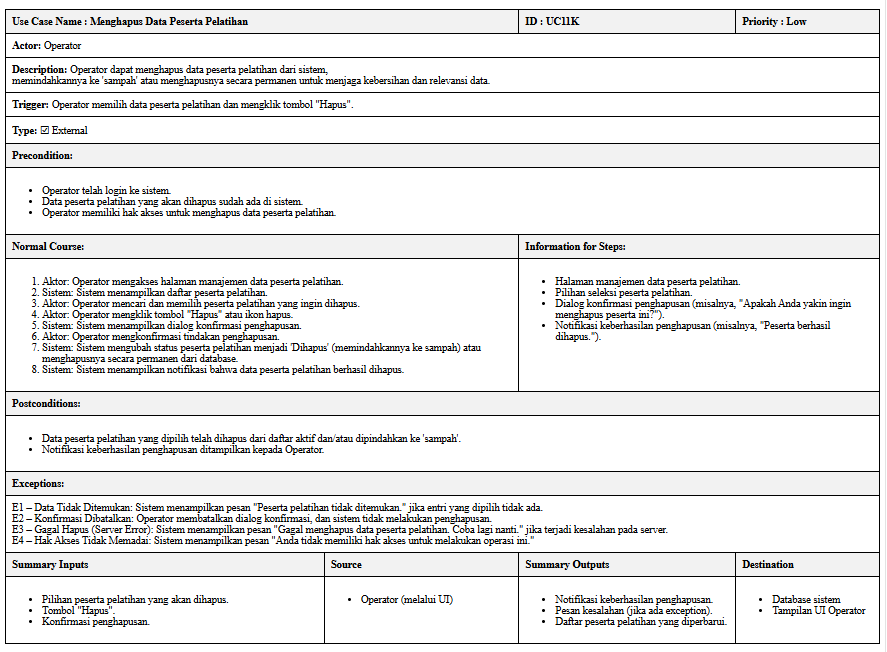 Use Case Name : Menghapus Data Peserta Pelatihan
ID : UC11K
Priority : Low
Actor: Operator
Description: Operator dapat menghapus data peserta pelatihan dari sistem,
memindahkannya ke 'sampah' atau menghapusnya secara permanen untuk menjaga kebersihan dan relevansi data.
Trigger: Operator memilih data peserta pelatihan dan mengklik tombol "Hapus".
Type: ☑ External
Precondition:
• Operator telah login ke sistem.
• Data peserta pelatihan yang akan dihapus sudah ada di sistem.
• Operator memiliki hak akses untuk menghapus data peserta pelatihan.
Normal Course:
1. Aktor: Operator mengakses halaman manajemen data peserta pelatihan.
2. Sistem: Sistem menampilkan daftar peserta pelatihan.
3. Aktor: Operator mencari dan memilih peserta pelatihan yang ingin dihapus.
4. Aktor: Operator mengklik tombol "Hapus" atau ikon hapus.
5. Sistem: Sistem menampilkan dialog konfirmasi penghapusan.
6. Aktor: Operator mengkonfirmasi tindakan penghapusan.
7. Sistem: Sistem mengubah status peserta pelatihan menjadi 'Dihapus' (memindahkannya ke sampah) atau
menghapusnya secara permanen dari database.
8. Sistem: Sistem menampilkan notifikasi bahwa data peserta pelatihan berhasil dihapus.
Information for Steps:
• Halaman manajemen data peserta pelatihan.
• Pilihan seleksi peserta pelatihan.
• Dialog konfirmasi penghapusan (misalnya, "Apakah Anda yakin ingin
menghapus peserta ini?").
• Notifikasi keberhasilan penghapusan (misalnya, "Peserta berhasil
dihapus.").
Postconditions:
• Data peserta pelatihan yang dipilih telah dihapus dari daftar aktif dan/atau dipindahkan ke 'sampah'.
• Notifikasi keberhasilan penghapusan ditampilkan kepada Operator.
Exceptions:
E1 – Data Tidak Ditemukan: Sistem menampilkan pesan "Peserta pelatihan tidak ditemukan." jika entri yang dipilih tidak ada.
E2 – Konfirmasi Dibatalkan: Operator membatalkan dialog konfirmasi, dan sistem tidak melakukan penghapusan.
E3 – Gagal Hapus (Server Error): Sistem menampilkan pesan "Gagal menghapus data peserta pelatihan. Coba lagi nanti." jika terjadi kesalahan pada server.
E4 – Hak Akses Tidak Memadai: Sistem menampilkan pesan "Anda tidak memiliki hak akses untuk melakukan operasi ini."
Summary Inputs
• Pilihan peserta pelatihan yang akan dihapus.
• Tombol "Hapus".
• Konfirmasi penghapusan.
Source
• Operator (melalui UI)
Summary Outputs
• Notifikasi keberhasilan penghapusan.
• Pesan kesalahan (jika ada exception).
• Daftar peserta pelatihan yang diperbarui.
Destination
• Database sistem
• Tampilan UI Operator